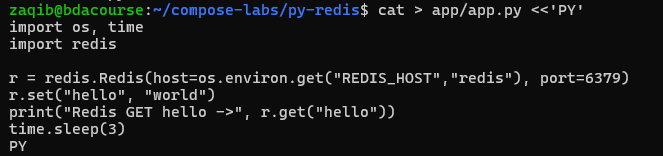 zaqib@bdacourse:~/compose-labs/py-redis$ cat > app/app.py <<'PY'
import os, time
import redis

r = redis.Redis(host=os.environ.get("REDIS_HOST","redis"), port=6379)
r.set("hello", "world")
print("Redis GET hello ->", r.get("hello"))
time.sleep(3)
PY